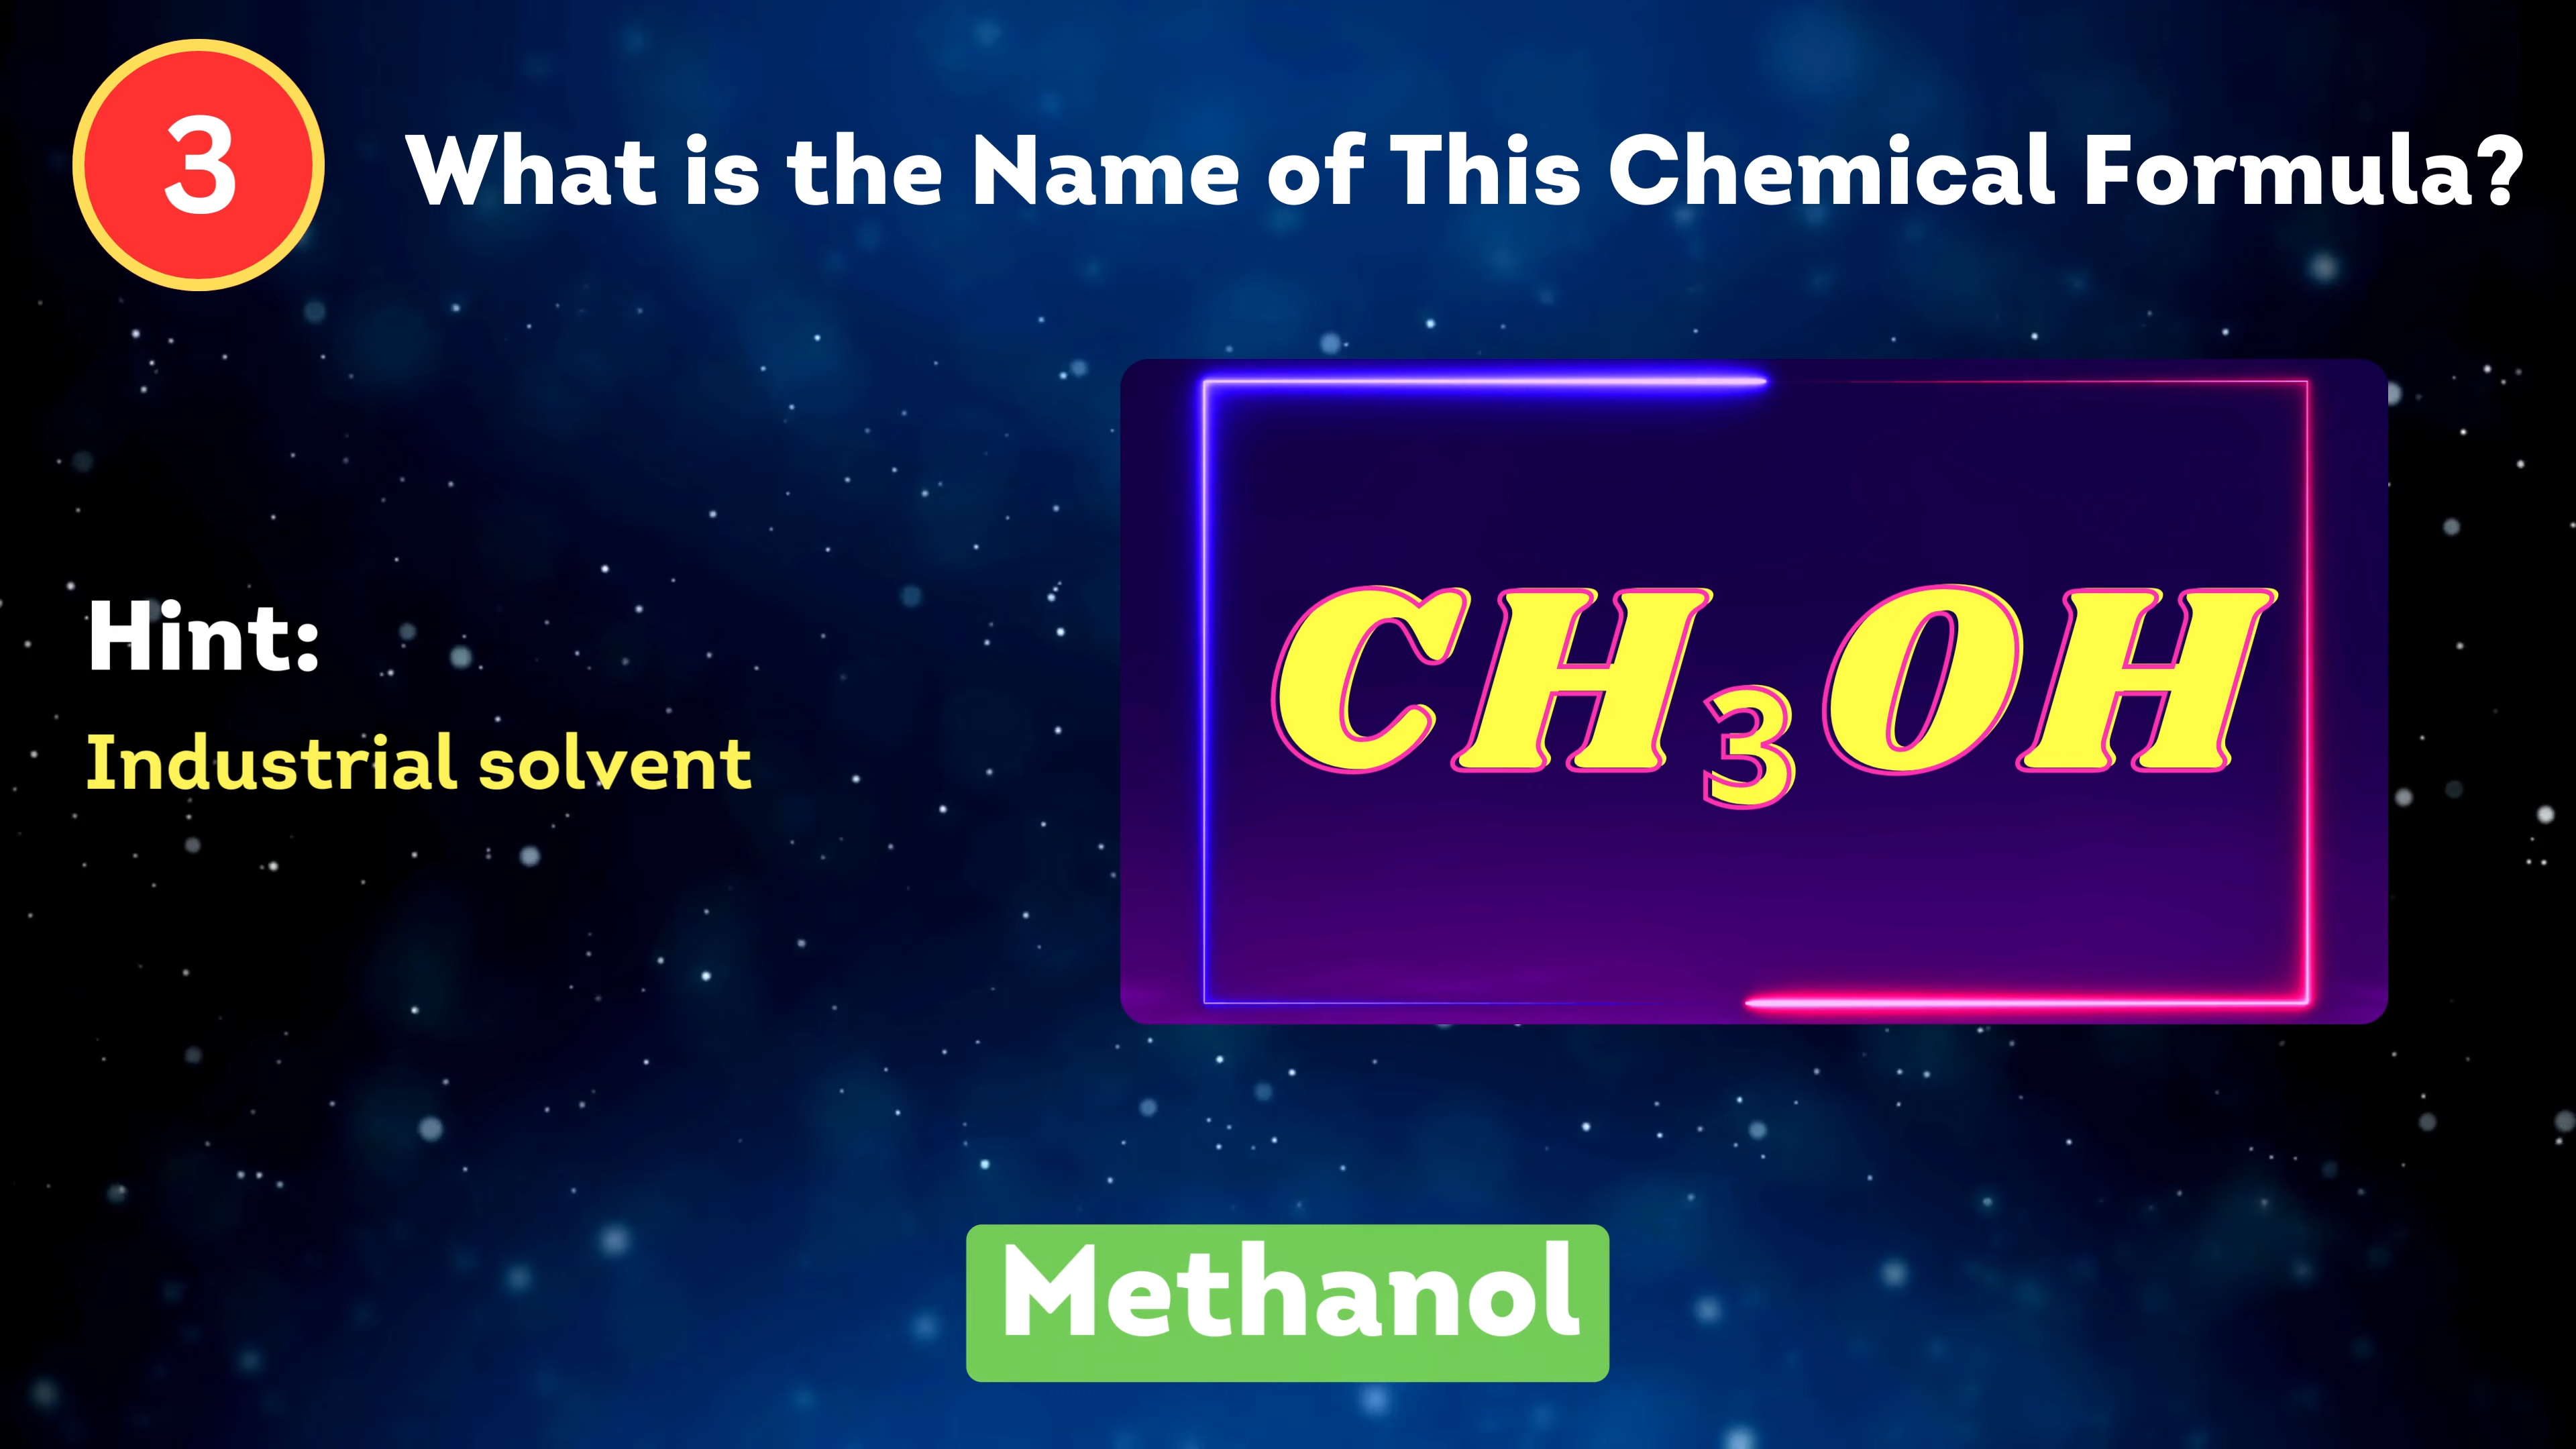 3
What is the Name of This Chemical Formula?
Hint:
Industrial solvent
CH₃OH
Methanol